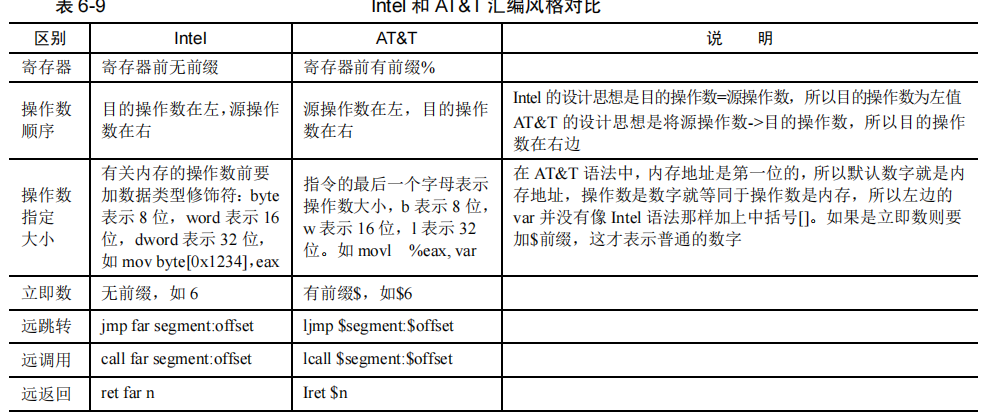 表 6-9 Intel 和 AT&T 汇编风格对比
区别 Intel AT&T 说 明
寄存器 寄存器前无前缀 寄存器前有前缀%
操作数
顺序
目的操作数在左，源操作
数在右
源操作数在左，目的操作
数在右
Intel 的设计思想是目的操作数=源操作数，所以目的操作数为左值
AT&T 的设计思想是将源操作数->目的操作数，所以目的操作
数在右边
操作数
指定
大小
有关内存的操作数前要
加数据类型修饰符：byte
表示 8 位，word 表示 16
位，dword 表示 32 位，
如 mov byte[0x1234],eax
指令的最后一个字母表示
操作数大小，b 表示 8 位，
w 表示 16 位，l 表示 32
位。如 movl %eax, var
在 AT&T 语法中，内存地址是第一位的，所以默认数字就是内
存地址，操作数是数字就等同于操作数是内存，所以左边的
var 并没有像 Intel 语法那样加上中括号[]。如果是立即数则要
加$前缀，这才表示普通的数字
立即数 无前缀，如 6 有前缀$，如$6
远跳转 jmp far segment:offset ljmp $segment:$offset
远调用 call far segment:offset lcall $segment:$offset
远返回 ret far n Iret $n